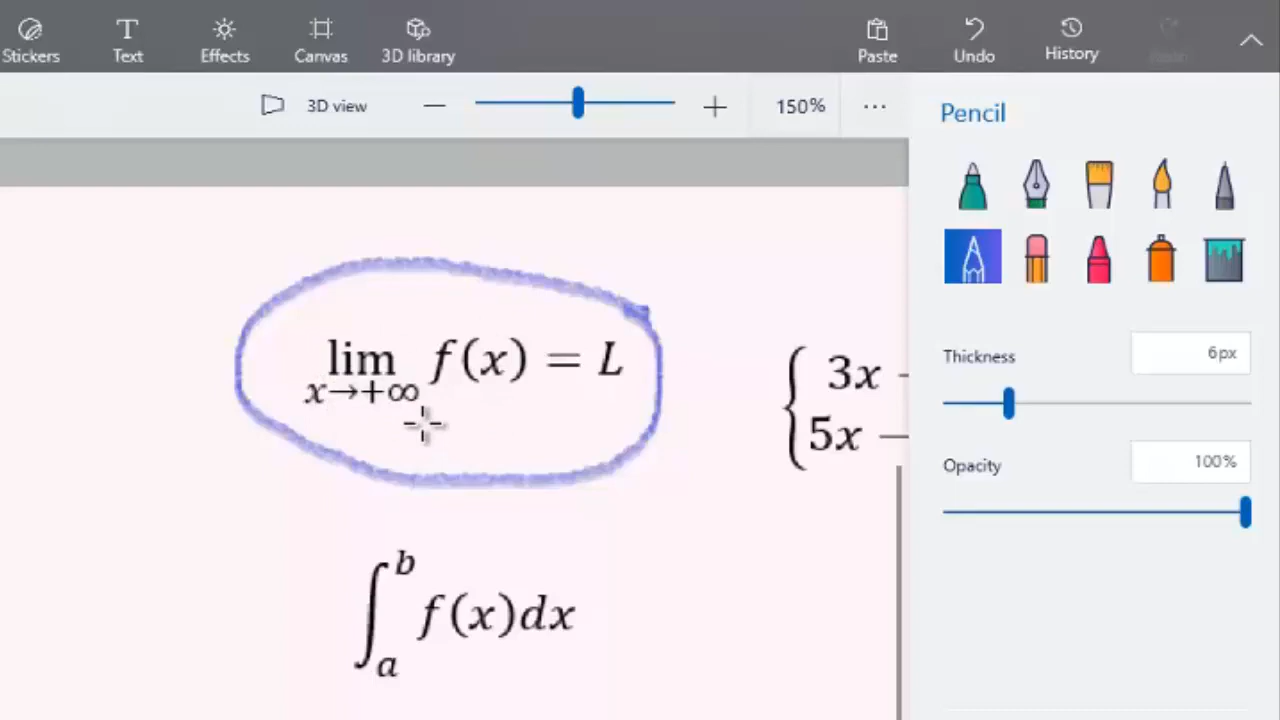 Stickers Text Effects Canvas 3D library Paste Undo History
3D view 150%
Pencil
Thickness 6px
Opacity 100%
lim f(x) = L
x→+∞
{ 3x −
5x −
∫ₐᵇ f(x)dx